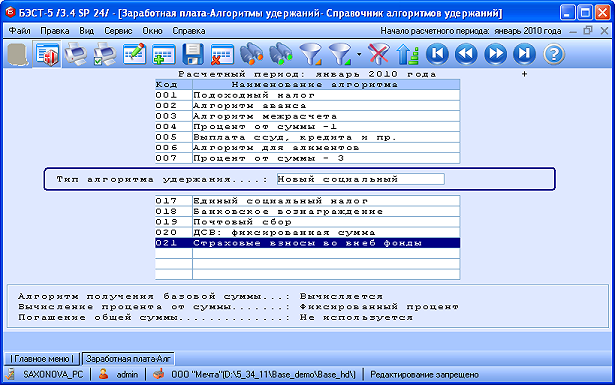 БЭСТ-5 /3.4 SP 24/ - [Заработная плата-Алгоритмы удержаний- Справочник алгоритмов удержаний]
Файл Правка Вид Сервис Окно Справка Начало расчетного периода: январь 2010 года
Расчетный период: январь 2010 года +
Код Наименование алгоритма
001 Подоходный налог
002 Алгоритм аванса
003 Алгоритм межрасчета
004 Процент от суммы -1
005 Выплата ссуд, кредита и пр.
006 Алгоритм для алиментов
007 Процент от суммы - 3
Тип алгоритма удержания....: Новый социальный
017 Единый социальный налог
018 Банковское вознаграждение
019 Почтовый сбор
020 ДСВ: фиксированная сумма
021 Страховые взносы во внеб фонды
Алгоритм получения базовой суммы...: Вычисляется
Вычисление процента от суммы.......: Фиксированный процент
Погашение общей суммы..............: Не используется
| Главное меню | Заработная плата-Алг
SAXONOVA_PC admin ООО "Мечта"(D:\5_34_11\Base_demo\Base_hd\) Редактирование запрещено